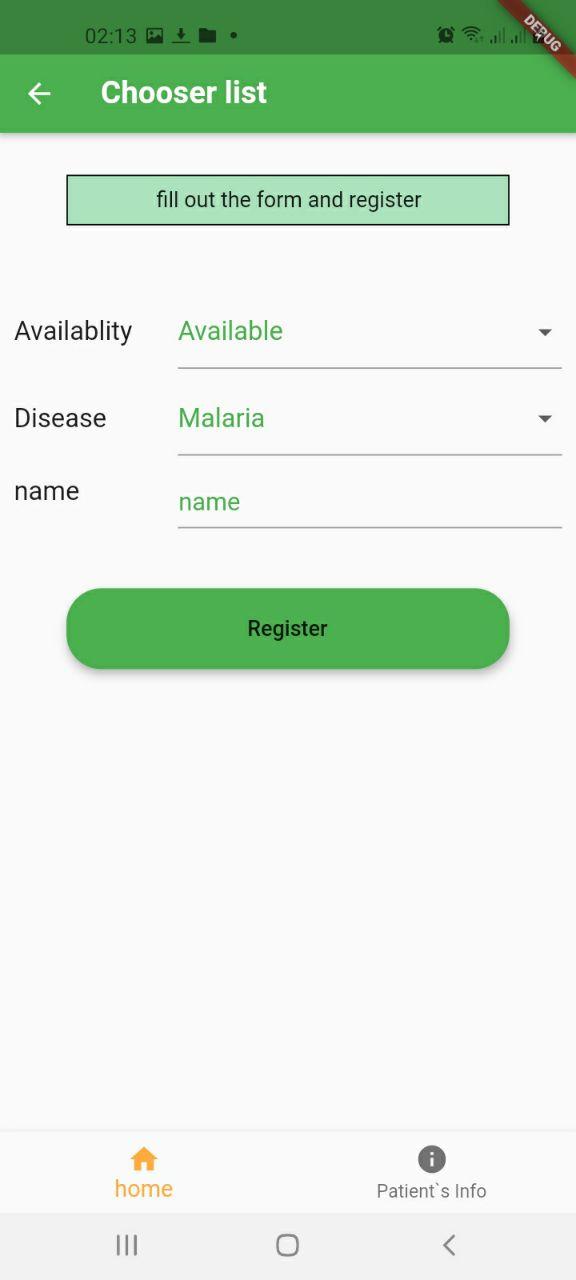 02:13
DEBUG
Chooser list
fill out the form and register
Availablity Available
Disease Malaria
name name
Register
home Patient`s Info